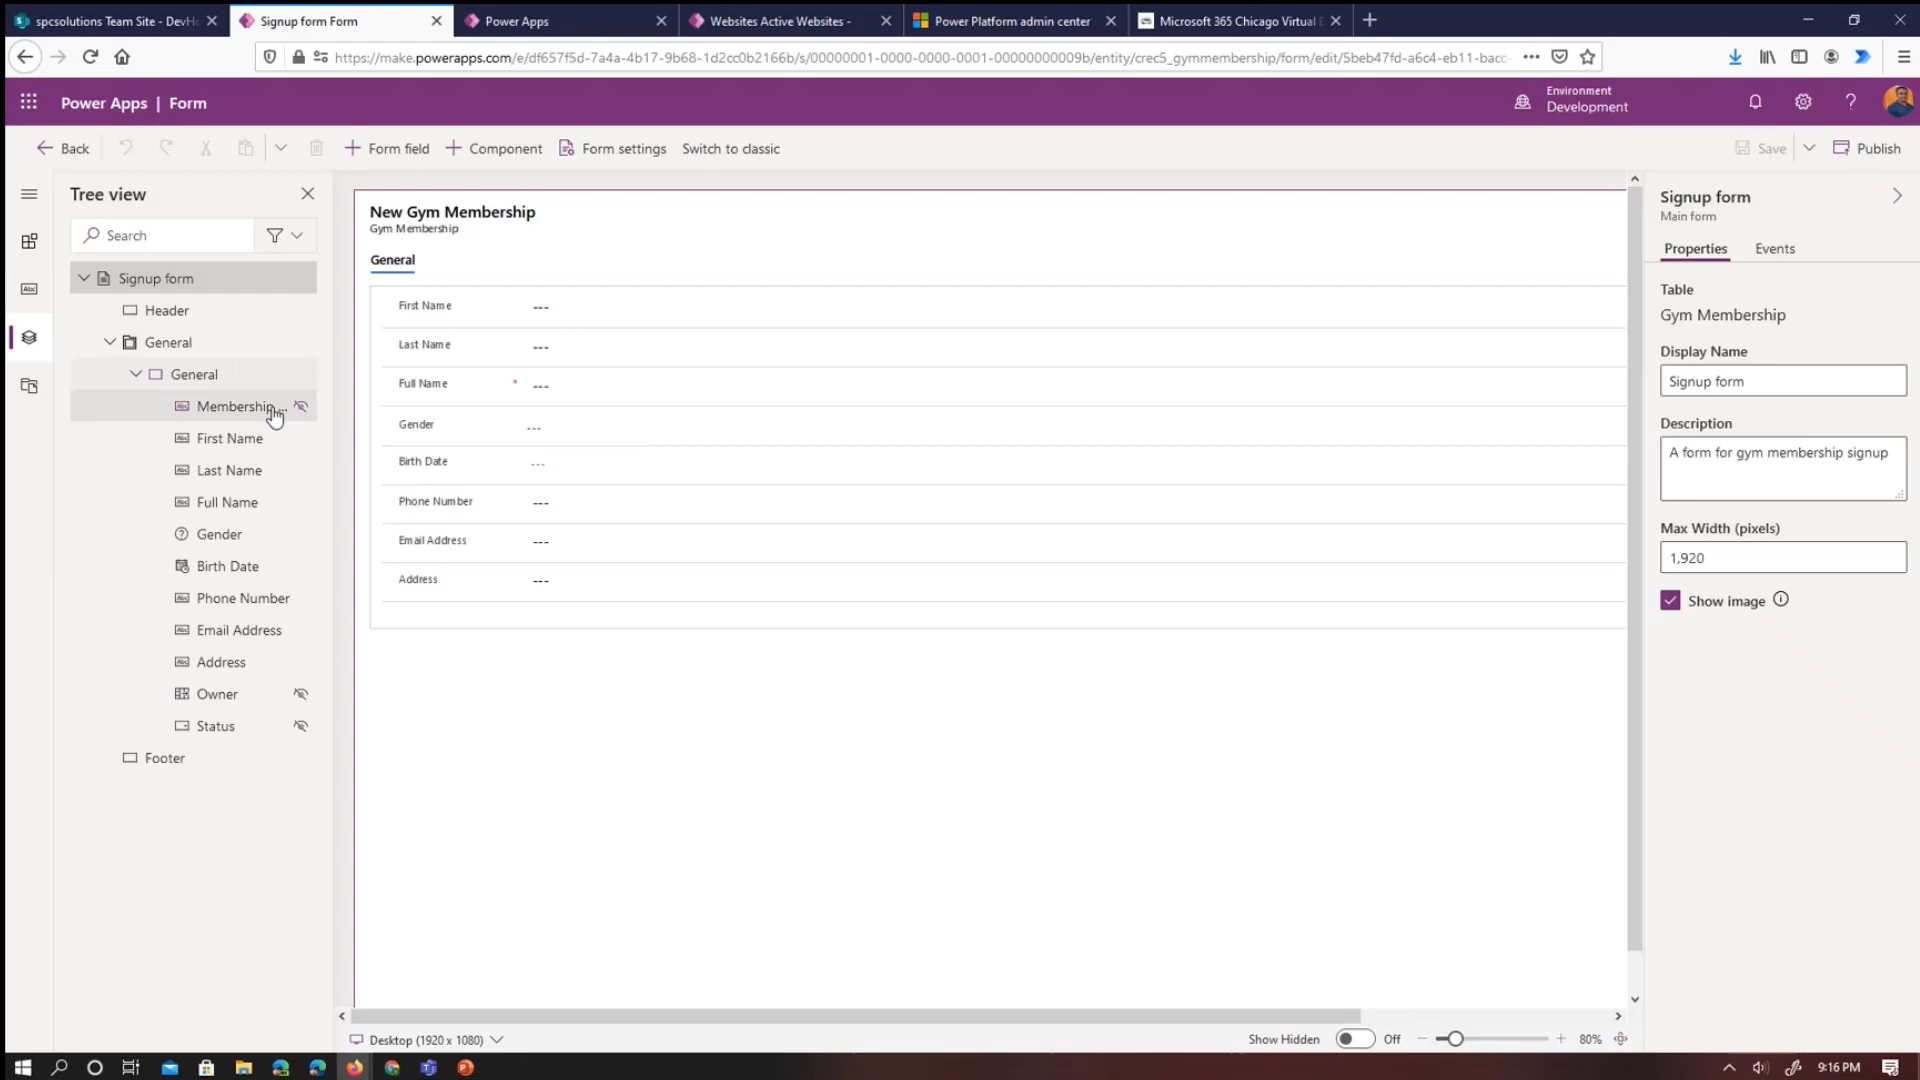 spcsolutions Team Site - DevHo
Signup form Form
Power Apps
Websites Active Websites -
Power Platform admin center
Microsoft 365 Chicago Virtual E
https://make.powerapps.com/e/df657f5d-7a4a-4b17-9b68-1d2cc0b2166b/s/00000001-0000-0000-0001-00000000009b/entity/crec5_gymmembership/form/edit/5beb47fd-a6c4-eb11-bacc-
Power Apps | Form
Environment
Development
Back
Form field
Component
Form settings
Switch to classic
Save
Publish
Tree view
Search
Signup form
Header
General
General
Membership ...
First Name
Last Name
Full Name
Gender
Birth Date
Phone Number
Email Address
Address
Owner
Status
Footer
New Gym Membership
Gym Membership
General
First Name ---
Last Name ---
Full Name * ---
Gender ---
Birth Date ---
Phone Number ---
Email Address ---
Address ---
Signup form
Main form
Properties
Events
Table
Gym Membership
Display Name
Signup form
Description
A form for gym membership signup
Max Width (pixels)
1,920
Show image
Desktop (1920 x 1080)
Show Hidden
Off
80%
9:16 PM